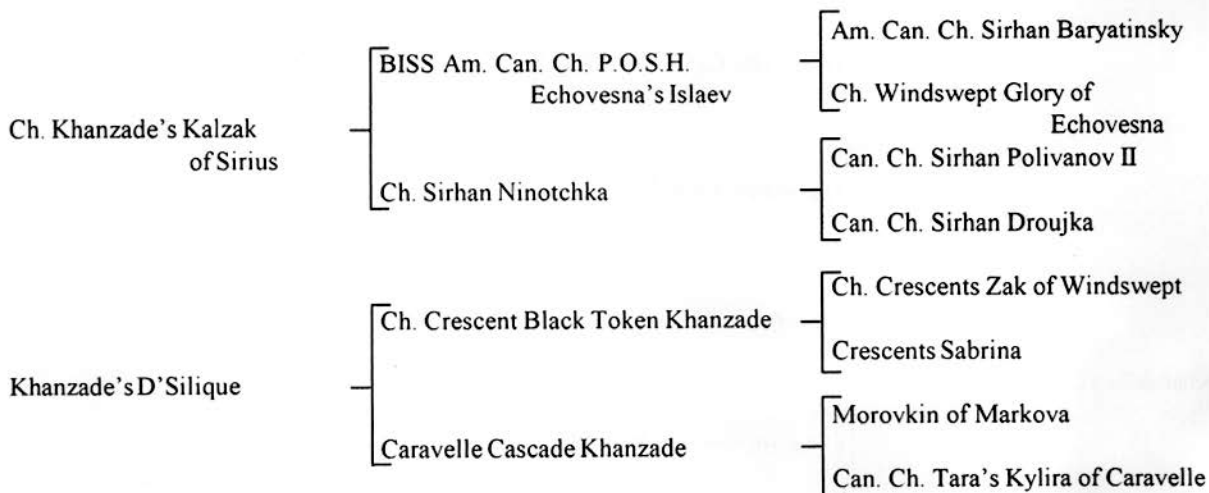 Ch. Khanzade's Kalzak
of Sirius
BISS Am. Can. Ch. P.O.S.H.
Echovesna's Islaev
Am. Can. Ch. Sirhan Baryatinsky
Ch. Windswept Glory of
Echovesna
Ch. Sirhan Ninotchka
Can. Ch. Sirhan Polivanov II
Can. Ch. Sirhan Droujka
Khanzade's D'Silique
Ch. Crescent Black Token Khanzade
Ch. Crescents Zak of Windswept
Crescents Sabrina
Caravelle Cascade Khanzade
Morovkin of Markova
Can. Ch. Tara's Kylira of Caravelle